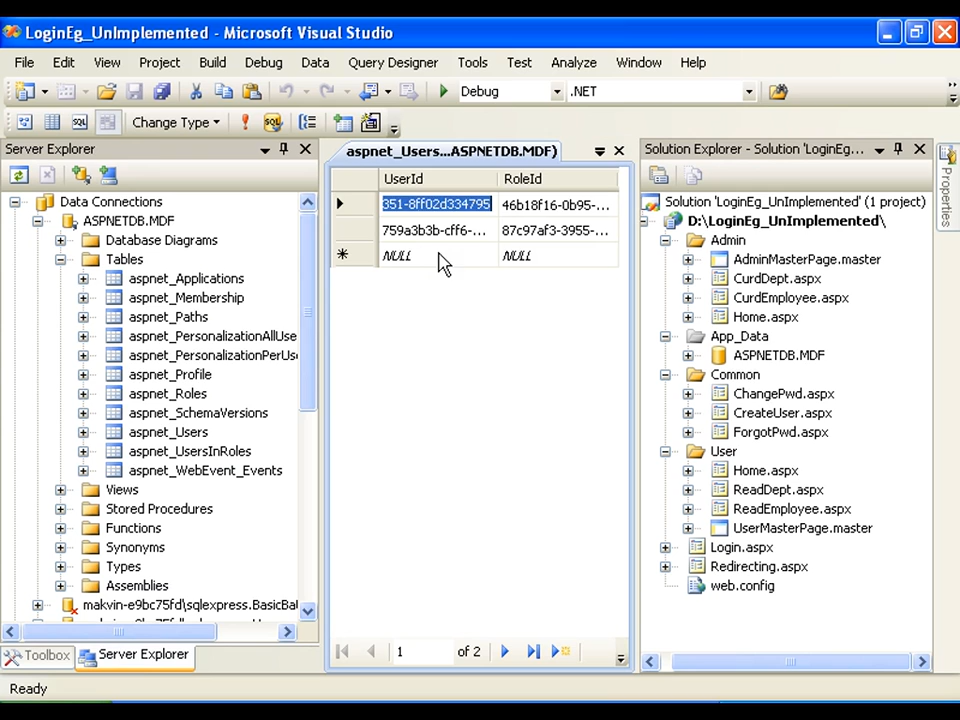 LoginEg_UnImplemented - Microsoft Visual Studio
File Edit View Project Build Debug Data Query Designer Tools Test Analyze Window Help
Debug .NET
Change Type
Server Explorer
Data Connections
ASPNETDB.MDF
Database Diagrams
Tables
aspnet_Applications
aspnet_Membership
aspnet_Paths
aspnet_PersonalizationAllUse
aspnet_PersonalizationPerUse
aspnet_Profile
aspnet_Roles
aspnet_SchemaVersions
aspnet_Users
aspnet_UsersInRoles
aspnet_WebEvent_Events
Views
Stored Procedures
Functions
Synonyms
Types
Assemblies
makvin-e9bc75fd\sqlexpress.BasicBa
Toolbox Server Explorer
aspnet_Users...ASPNETDB.MDF)
UserId RoleId
351-8ff02d334795 46b18f16-0b95-...
759a3b3b-cff6-... 87c97af3-3955-...
NULL NULL
1 of 2
Solution Explorer - Solution 'LoginEg_...
Solution 'LoginEg_UnImplemented' (1 project)
D:\LoginEg_UnImplemented\
Admin
AdminMasterPage.master
CurdDept.aspx
CurdEmployee.aspx
Home.aspx
App_Data
ASPNETDB.MDF
Common
ChangePwd.aspx
CreateUser.aspx
ForgotPwd.aspx
User
Home.aspx
ReadDept.aspx
ReadEmployee.aspx
UserMasterPage.master
Login.aspx
Redirecting.aspx
web.config
Properties
Ready